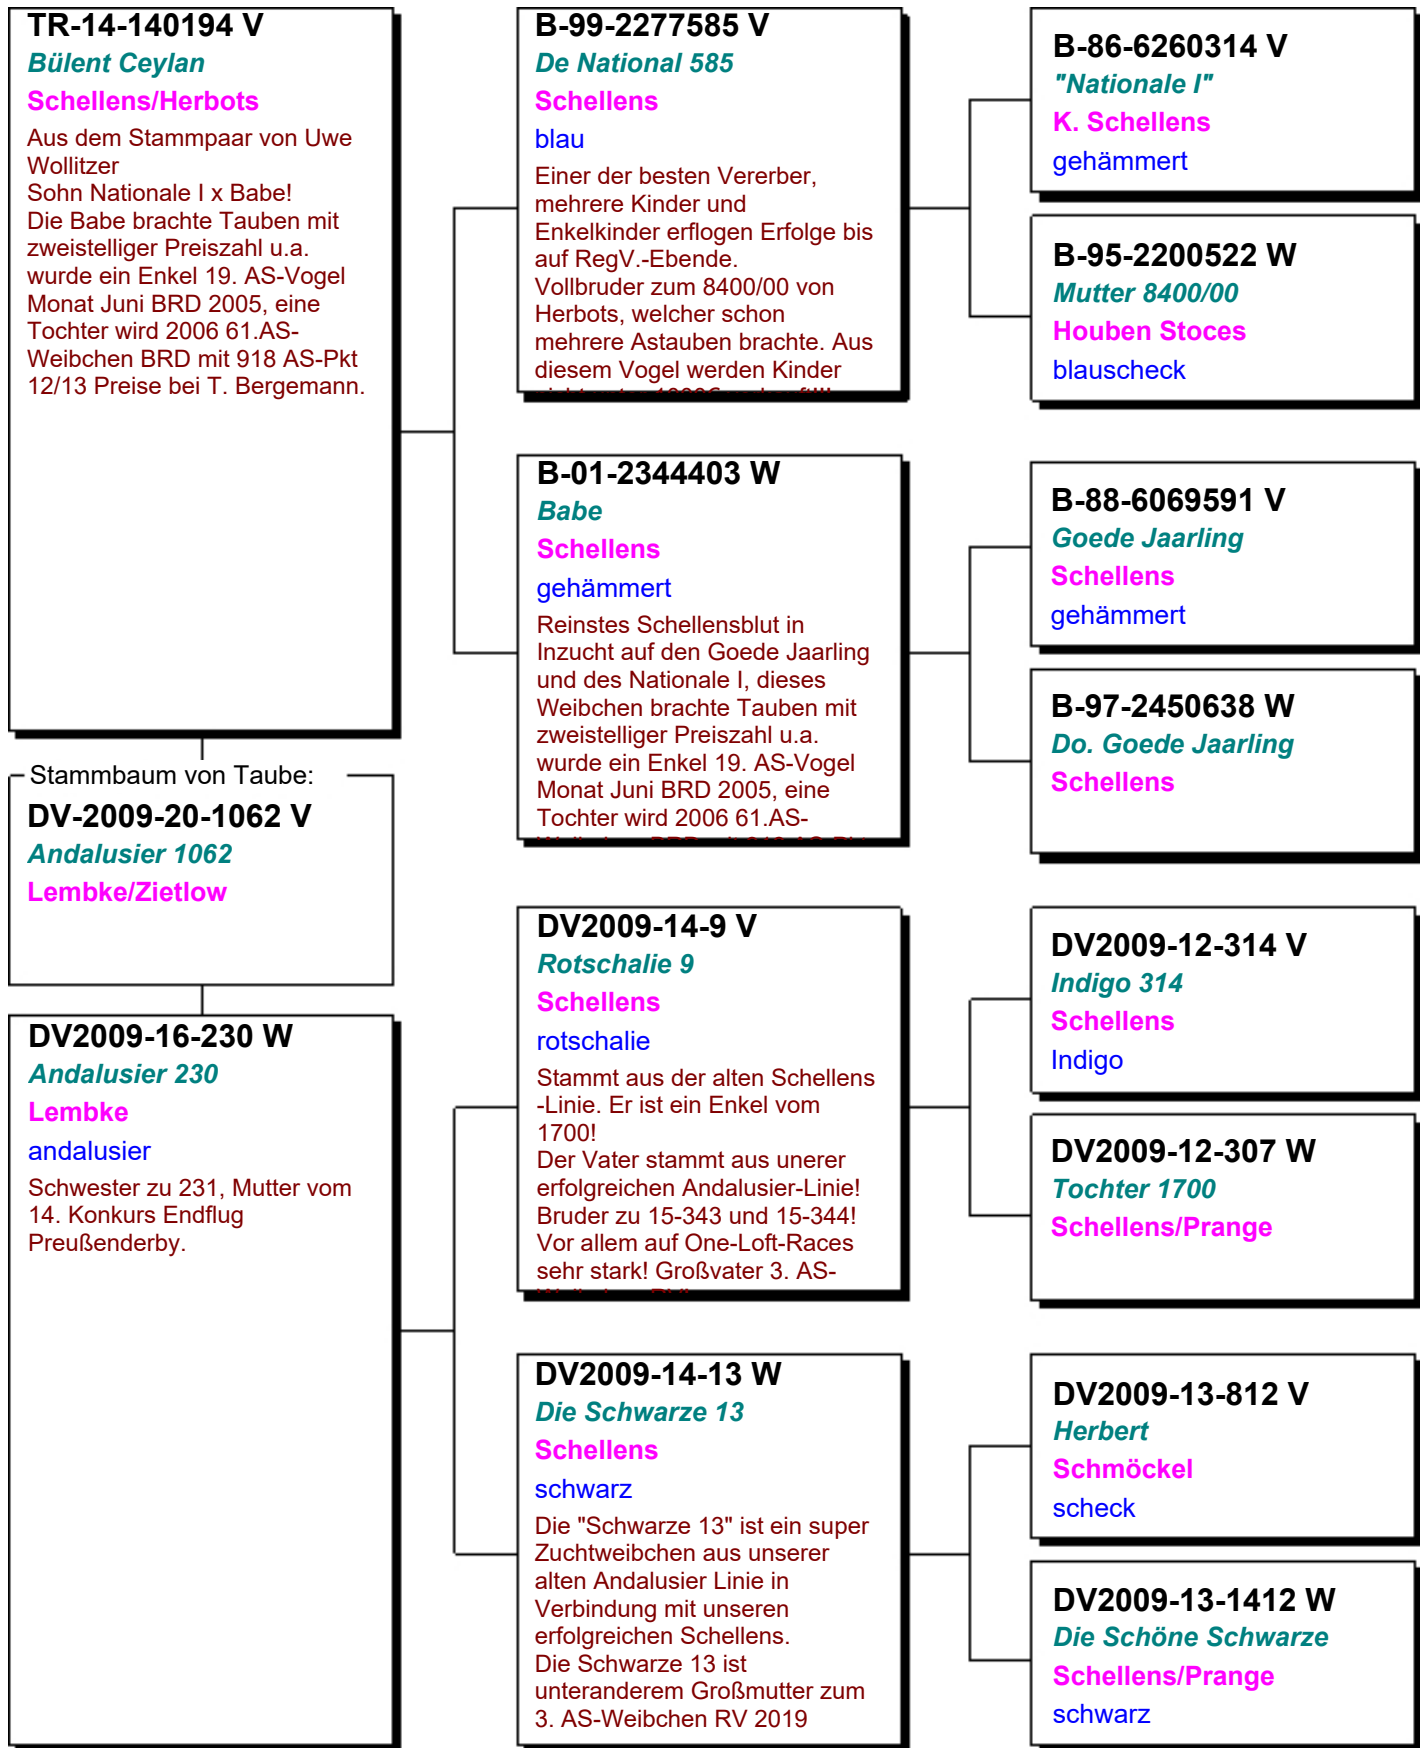 TR-14-140194 V
Bülent Ceylan
Schellens/Herbots
Aus dem Stammpaar von Uwe
Wollitzer
Sohn Nationale I x Babe!
Die Babe brachte Tauben mit
zweistelliger Preiszahl u.a.
wurde ein Enkel 19. AS-Vogel
Monat Juni BRD 2005, eine
Tochter wird 2006 61.AS-
Weibchen BRD mit 918 AS-Pkt
12/13 Preise bei T. Bergemann.
Stammbaum von Taube:
DV-2009-20-1062 V
Andalusier 1062
Lembke/Zietlow
DV2009-16-230 W
Andalusier 230
Lembke
andalusier
Schwester zu 231, Mutter vom
14. Konkurs Endflug
Preußenderby.
B-99-2277585 V
De National 585
Schellens
blau
Einer der besten Vererber,
mehrere Kinder und
Enkelkinder erflogen Erfolge bis
auf RegV.-Ebende.
Vollbruder zum 8400/00 von
Herbots, welcher schon
mehrere Astauben brachte. Aus
diesem Vogel werden Kinder
B-01-2344403 W
Babe
Schellens
gehämmert
Reinstes Schellensblut in
Inzucht auf den Goede Jaarling
und des Nationale I, dieses
Weibchen brachte Tauben mit
zweistelliger Preiszahl u.a.
wurde ein Enkel 19. AS-Vogel
Monat Juni BRD 2005, eine
Tochter wird 2006 61.AS-
DV2009-14-9 V
Rotschalie 9
Schellens
rotschalie
Stammt aus der alten Schellens
-Linie. Er ist ein Enkel vom
1700!
Der Vater stammt aus unerer
erfolgreichen Andalusier-Linie!
Bruder zu 15-343 und 15-344!
Vor allem auf One-Loft-Races
sehr stark! Großvater 3. AS-
DV2009-14-13 W
Die Schwarze 13
Schellens
schwarz
Die "Schwarze 13" ist ein super
Zuchtweibchen aus unserer
alten Andalusier Linie in
Verbindung mit unseren
erfolgreichen Schellens.
Die Schwarze 13 ist
unteranderem Großmutter zum
3. AS-Weibchen RV 2019
B-86-6260314 V
"Nationale I"
K. Schellens
gehämmert
B-95-2200522 W
Mutter 8400/00
Houben Stoces
blauscheck
B-88-6069591 V
Goede Jaarling
Schellens
gehämmert
B-97-2450638 W
Do. Goede Jaarling
Schellens
DV2009-12-314 V
Indigo 314
Schellens
Indigo
DV2009-12-307 W
Tochter 1700
Schellens/Prange
DV2009-13-812 V
Herbert
Schmöckel
scheck
DV2009-13-1412 W
Die Schöne Schwarze
Schellens/Prange
schwarz